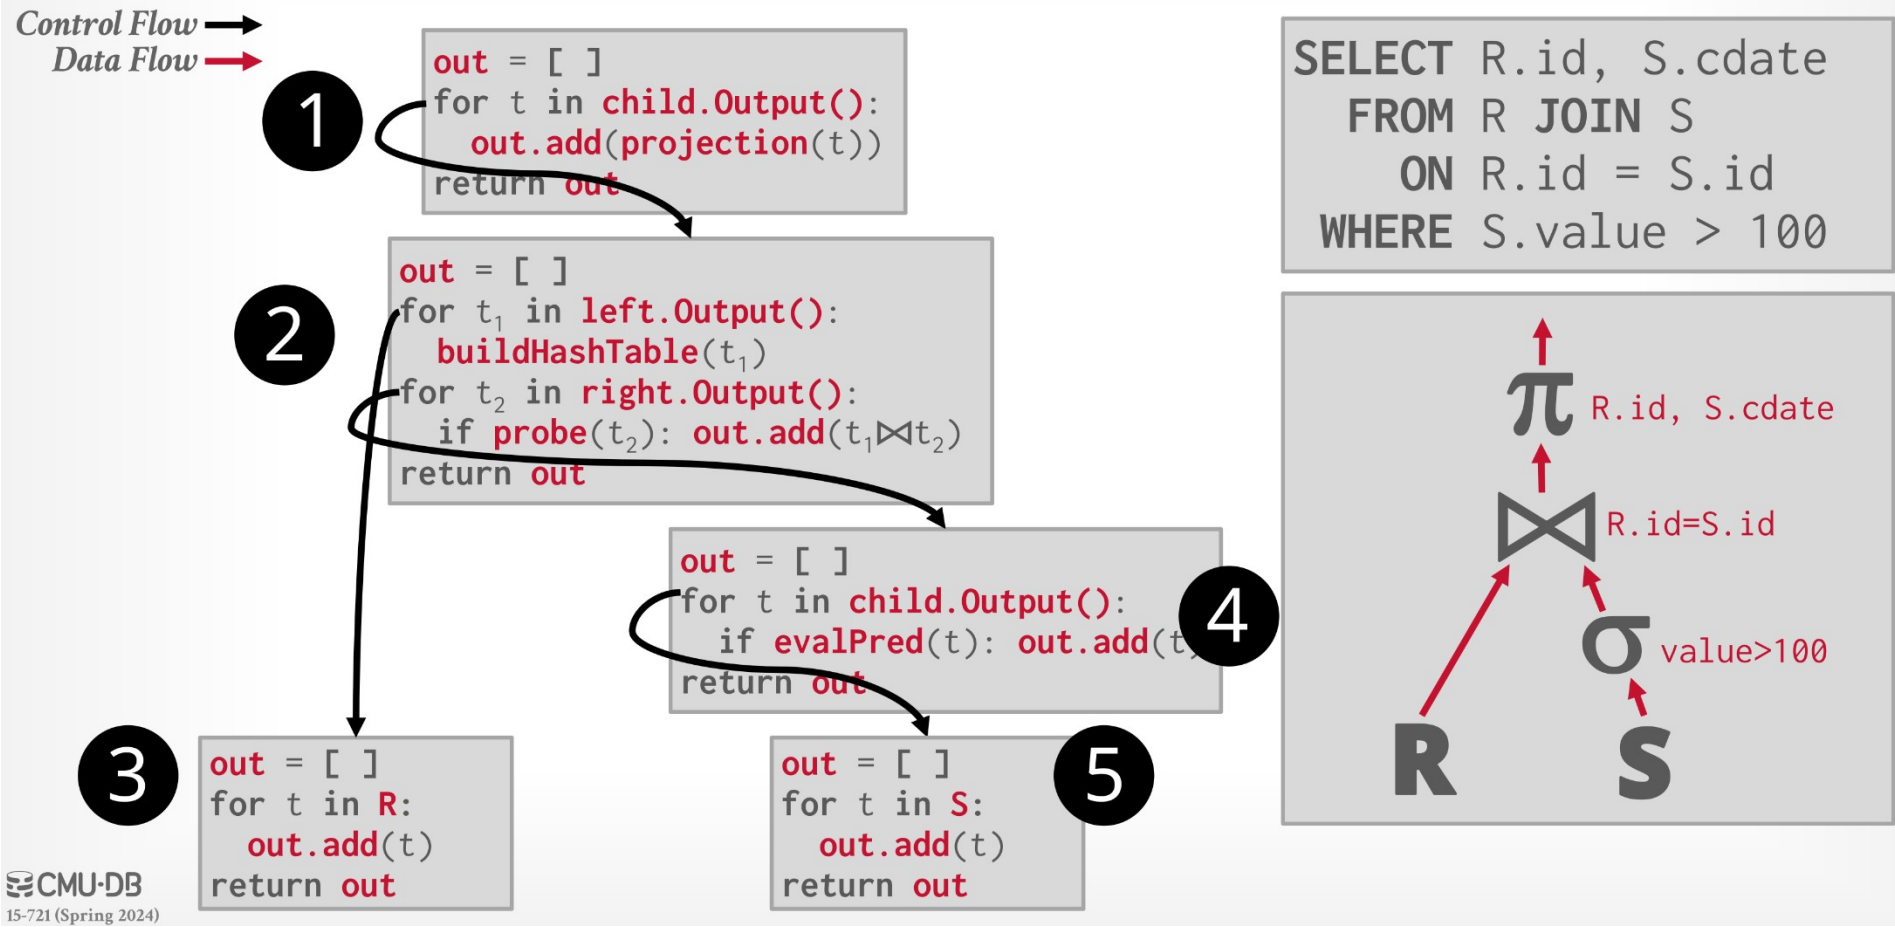 Control Flow
Data Flow
1
out = [ ]
for t in child.Output():
out.add(projection(t))
return out
2
out = [ ]
for t₁ in left.Output():
buildHashTable(t₁)
for t₂ in right.Output():
if probe(t₂): out.add(t₁⨝t₂)
return out
4
out = [ ]
for t in child.Output():
if evalPred(t): out.add(t
return out
3
out = [ ]
for t in R:
out.add(t)
return out
5
out = [ ]
for t in S:
out.add(t)
return out
SELECT R.id, S.cdate
FROM R JOIN S
ON R.id = S.id
WHERE S.value > 100
π R.id, S.cdate
⨝ R.id=S.id
σ value>100
R S
CMU·DB
15-721 (Spring 2024)